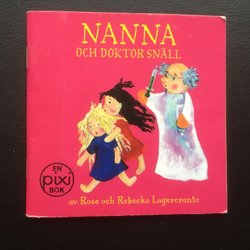 NANNA
OCH DOKTOR SNÄLL
EN
pixi
BOK
av Rose och Rebecka Lagercrantz